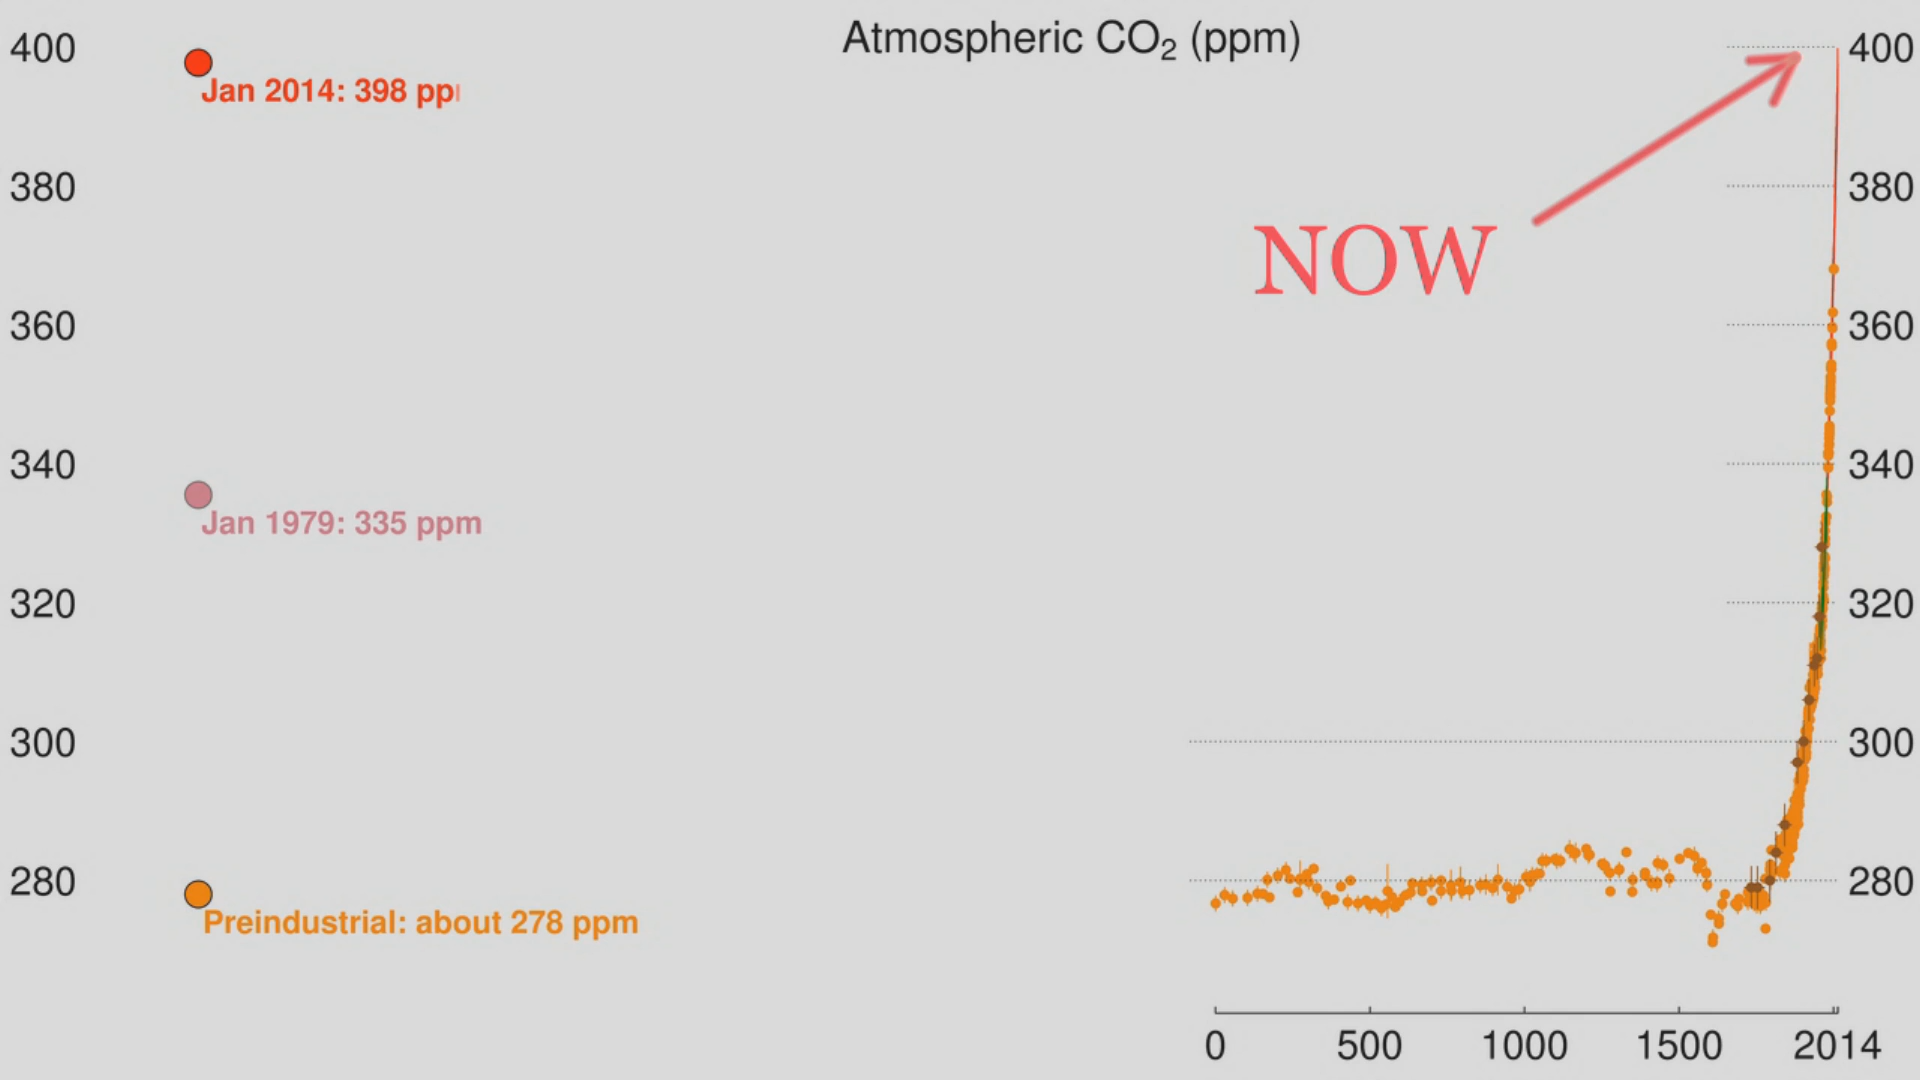 Atmospheric CO₂ (ppm)
400
Jan 2014: 398 pp
400
380
NOW
380
360
360
340
340
Jan 1979: 335 ppm
320
320
300
300
280
280
Preindustrial: about 278 ppm
0 500 1000 1500 2014